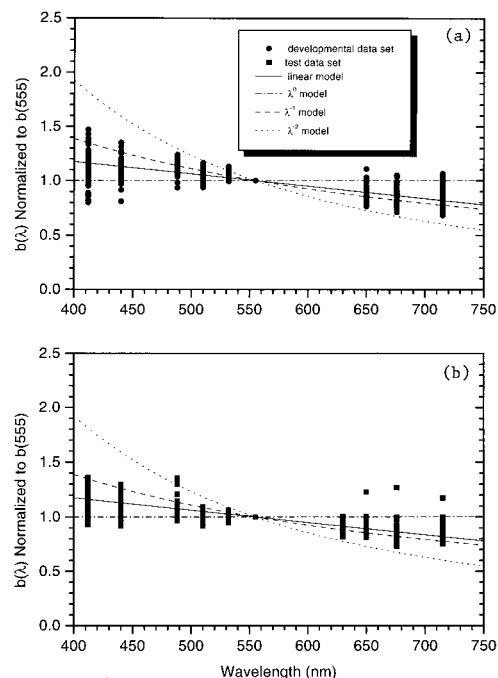 2.5
(a)
developmental data set
test data set
linear model
λ⁰ model
λ⁻¹ model
λ⁻² model
2.0
1.5
1.0
0.5
0.0
b(λ) Normalized to b(555)
400 450 500 550 600 650 700 750
2.5
(b)
2.0
1.5
1.0
0.5
0.0
b(λ) Normalized to b(555)
400 450 500 550 600 650 700 750
Wavelength (nm)